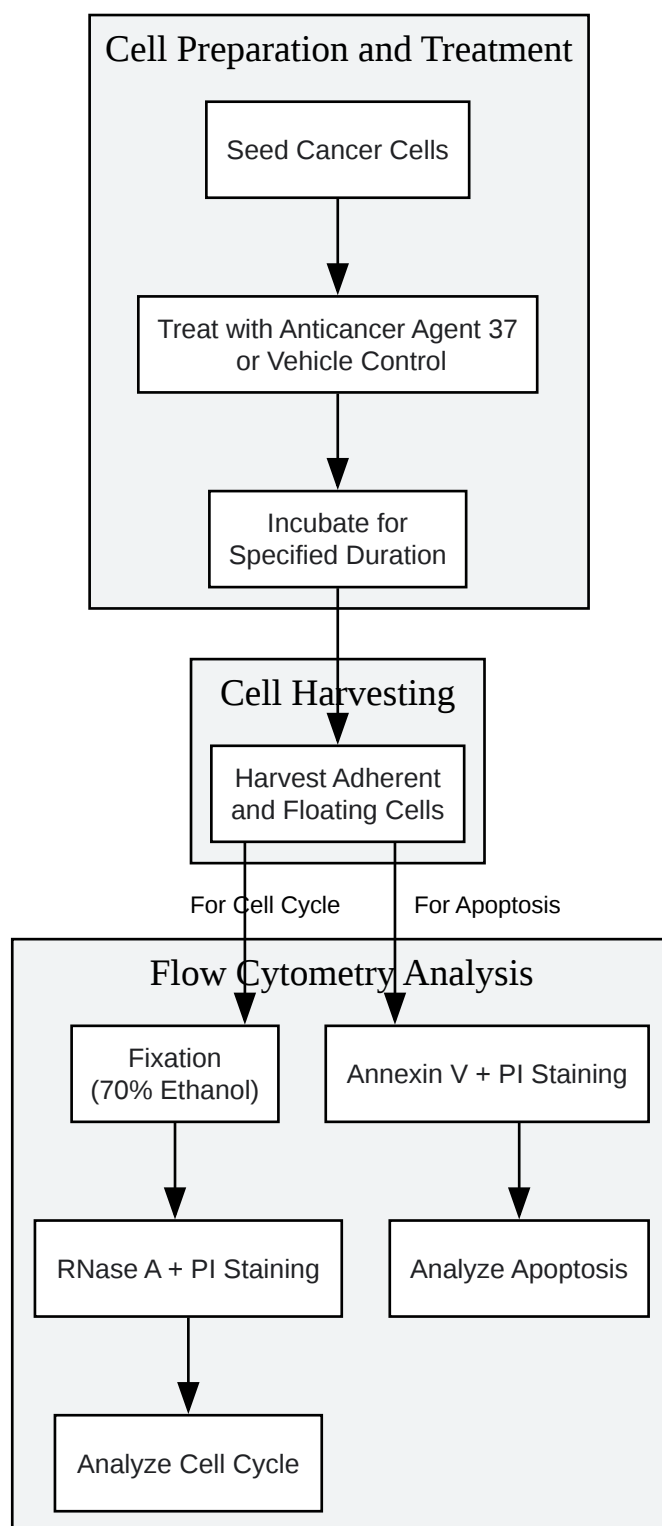 Cell Preparation and Treatment
Seed Cancer Cells
Treat with Anticancer Agent 37
or Vehicle Control
Incubate for
Specified Duration
Cell Harvesting
Harvest Adherent
and Floating Cells
For Cell Cycle
For Apoptosis
Flow Cytometry Analysis
Fixation
(70% Ethanol)
Annexin V + PI Staining
RNase A + PI Staining
Analyze Apoptosis
Analyze Cell Cycle